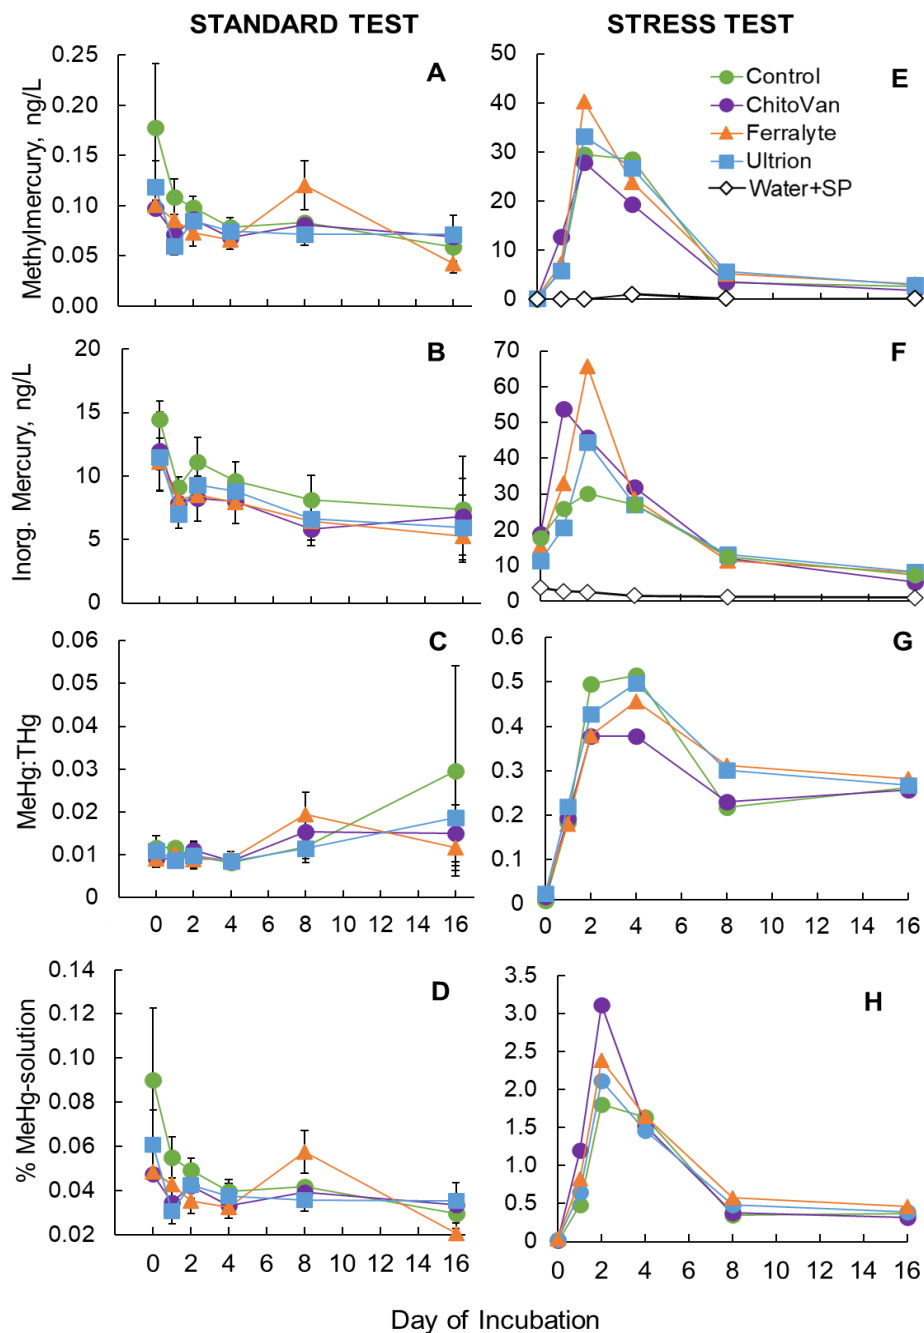 STANDARD TEST
STRESS TEST
Methylmercury, ng/L
0.25
0.20
0.15
0.10
0.05
0.00
A
50
40
30
20
10
0
E
Control
ChitoVan
Ferralyte
Ultrion
Water+SP
Inorg. Mercury, ng/L
20
15
10
5
0
B
70
60
50
40
30
20
10
0
F
MeHg:THg
0.06
0.05
0.04
0.03
0.02
0.01
0
C
0 2 4 6 8 10 12 14 16
0.6
0.5
0.4
0.3
0.2
0.1
0
G
0 2 4 6 8 10 12 14 16
% MeHg-solution
0.14
0.12
0.10
0.08
0.06
0.04
0.02
D
0 2 4 6 8 10 12 14 16
3.5
3.0
2.5
2.0
1.5
1.0
0.5
0.0
H
0 2 4 6 8 10 12 14 16
Day of Incubation